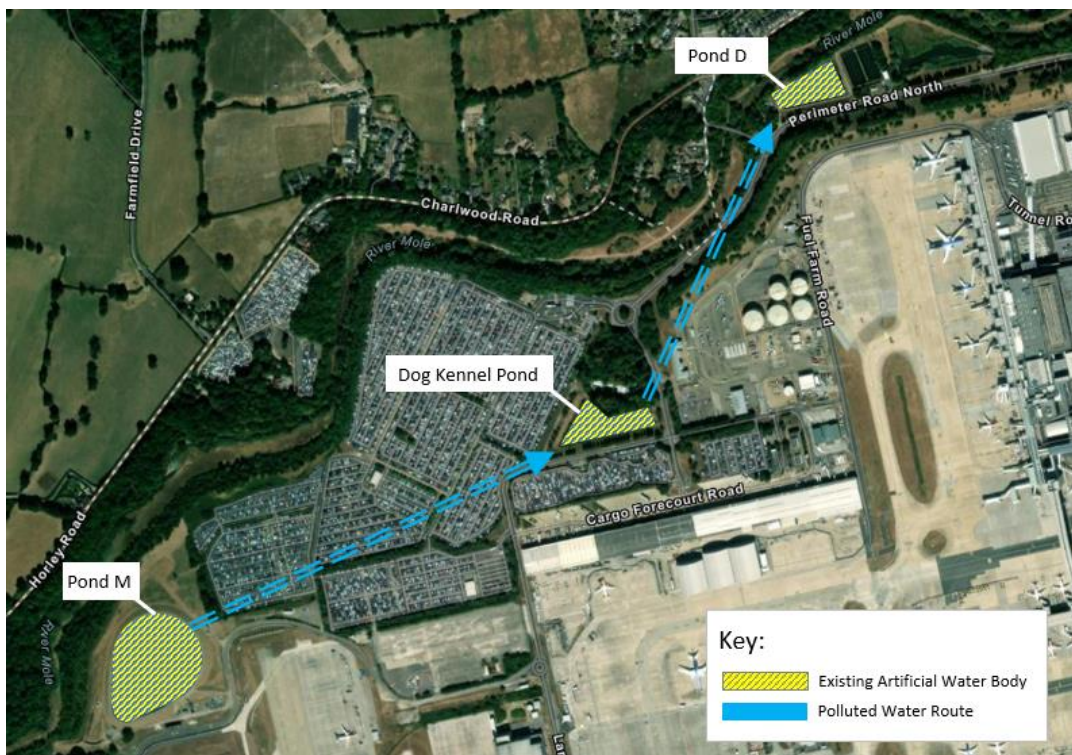 River Mole
Pond D
Perimeter Road North
Farmfield Drive
Charlwood Road
River Mole
Tunnel Ro
Fuel Farm Road
Dog Kennel Pond
Cargo Forecourt Road
Horley Road
Pond M
River Mole
Lar
Key:
Existing Artificial Water Body
Polluted Water Route